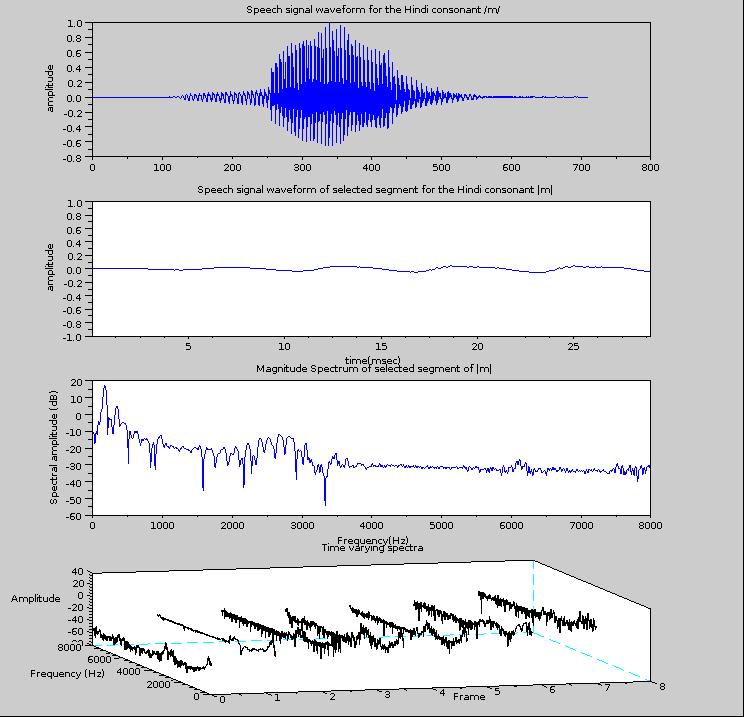 Speech signal waveform for the Hindi consonant /m/
amplitude
1.0
0.8
0.6
0.4
0.2
0.0
-0.2
-0.4
-0.6
-0.8
0 100 200 300 400 500 600 700 800
Speech signal waveform of selected segment for the Hindi consonant |m|
amplitude
1.0
0.8
0.6
0.4
0.2
0.0
-0.2
-0.4
-0.6
-0.8
-1.0
5 10 15 20 25
time(msec)
Magnitude Spectrum of selected segment of |m|
Spectral amplitude (dB)
20
10
0
-10
-20
-30
-40
-50
-60
0 1000 2000 3000 4000 5000 6000 7000 8000
Frequency(Hz)
Time varying spectra
Amplitude
40
20
0
-20
-40
-60
8000
6000
4000
2000
0
Frequency (Hz)
0 1 2 3 4 5 6 7 8
Frame